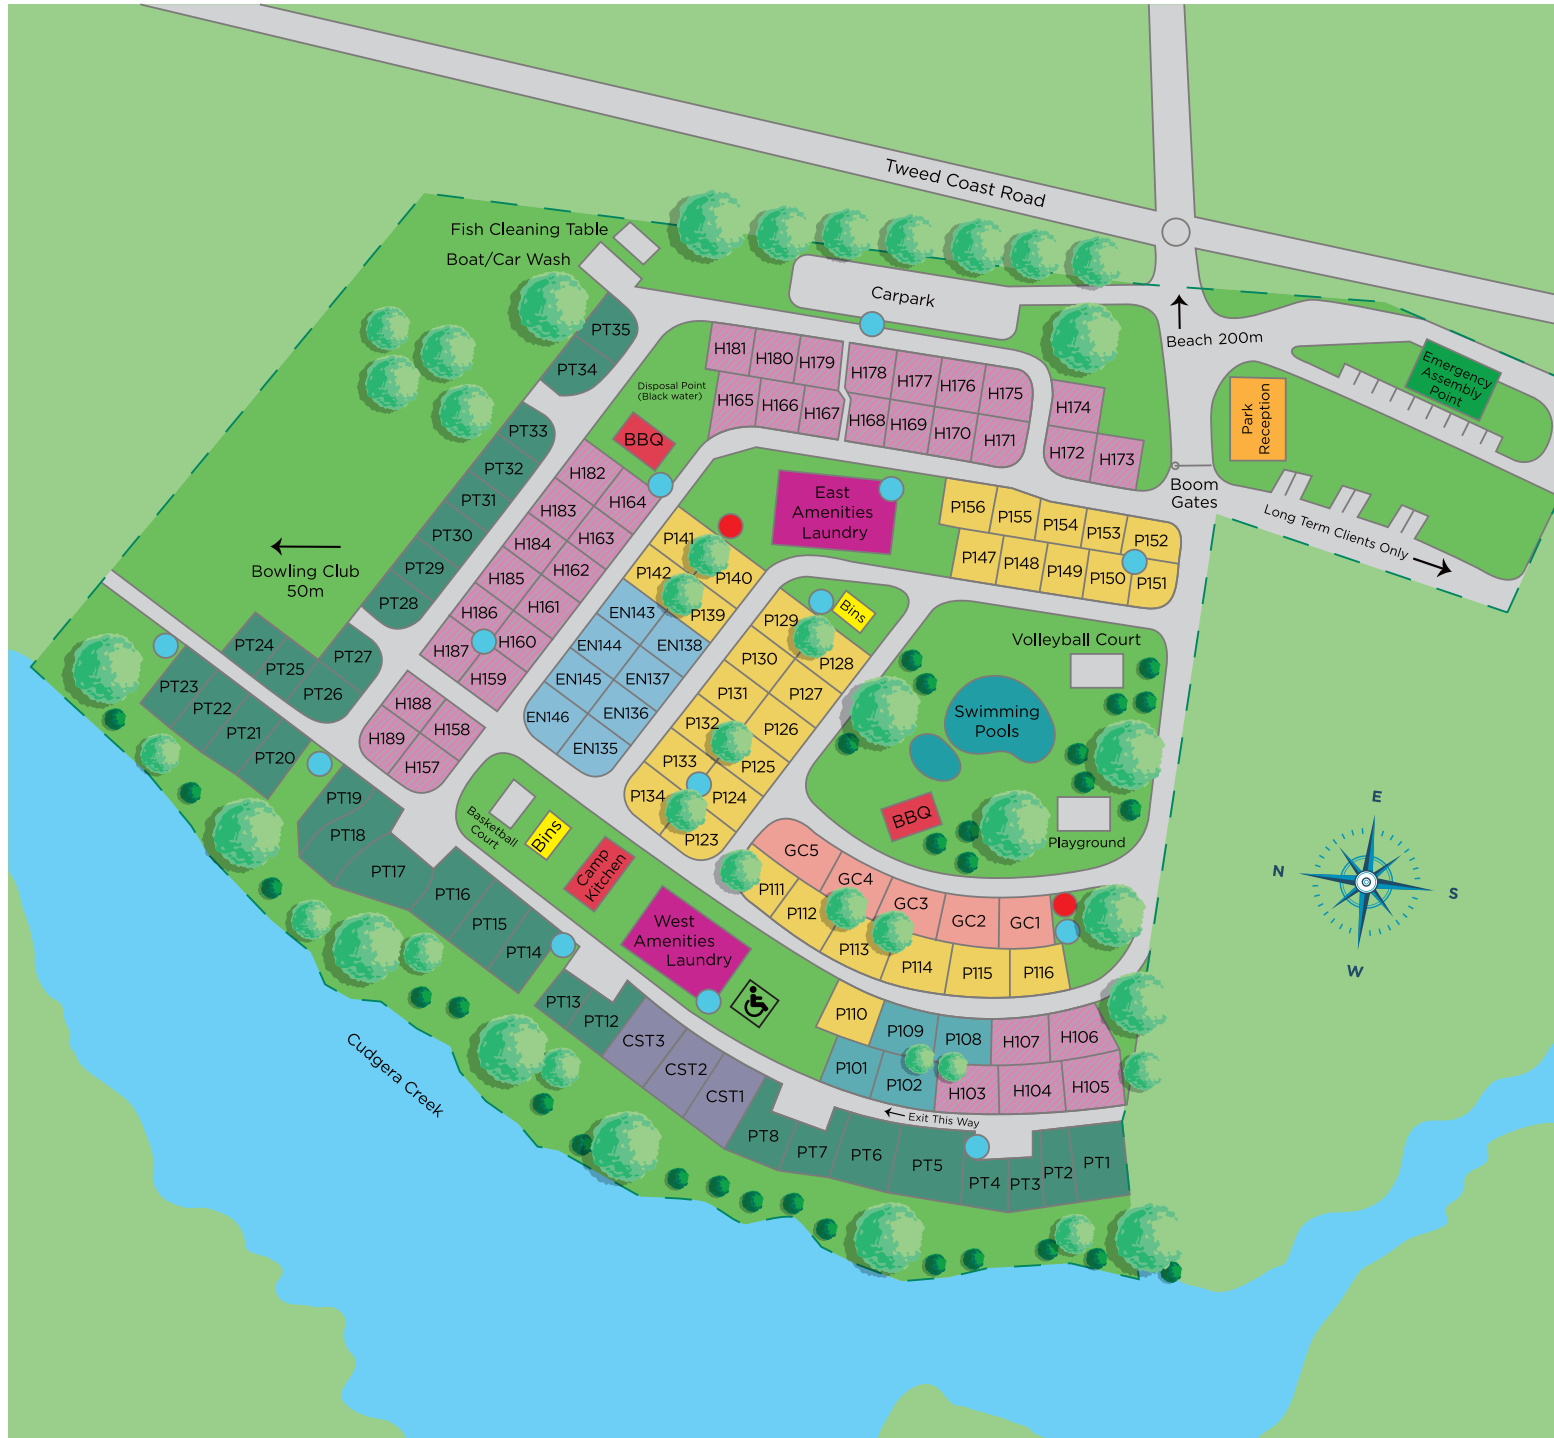 Tweed Coast Road
Fish Cleaning Table
Boat/Car Wash
Carpark
Beach 200m
Emergency
Assembly
Point
Park
Reception
Boom
Gates
Long Term Clients Only
PT35
PT34
PT33
PT32
PT31
PT30
PT29
PT28
Disposal Point
(Black water)
BBQ
H181
H180
H179
H178
H177
H176
H175
H174
H165
H166
H167
H168
H169
H170
H171
H172
H173
H182
H164
H183
H163
H184
H162
H185
H161
H186
H160
H187
H159
H188
H158
H189
H157
East
Amenities
Laundry
P156
P155
P154
P153
P152
P147
P148
P149
P150
P151
P141
P140
P142
P139
EN143
EN138
EN144
EN137
EN145
EN136
EN146
EN135
Bins
P129
P128
P130
P127
P131
P126
P132
P125
P133
P124
P134
P123
Volleyball Court
Swimming
Pools
BBQ
Playground
Bowling Club
50m
PT27
PT24
PT25
PT26
PT23
PT22
PT21
PT20
PT19
PT18
PT17
PT16
PT15
PT14
PT13
PT12
Basketball
Court
Bins
Camp
Kitchen
West
Amenities
Laundry
GC5
GC4
GC3
GC2
GC1
P111
P112
P113
P114
P115
P116
P110
P109
P108
H107
H106
P101
P102
H103
H104
H105
Exit This Way
CST3
CST2
CST1
PT8
PT7
PT6
PT5
PT4
PT3
PT2
PT1
Cudgera Creek
E
N
S
W